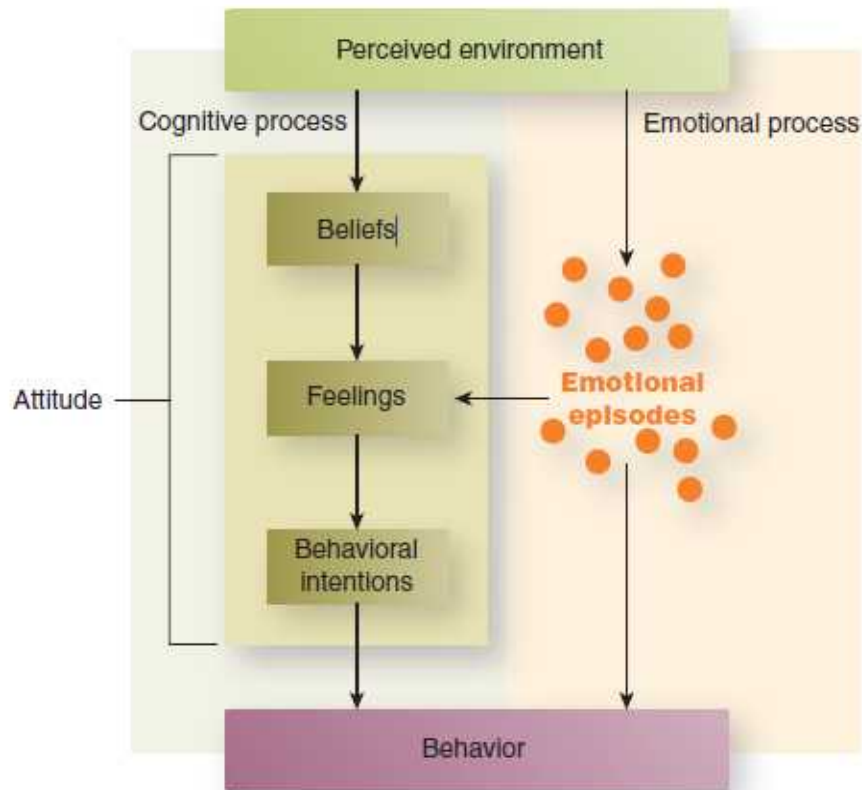 Perceived environment
Cognitive process
Emotional process
Beliefs
Attitude
Feelings
Emotional
episodes
Behavioral
intentions
Behavior